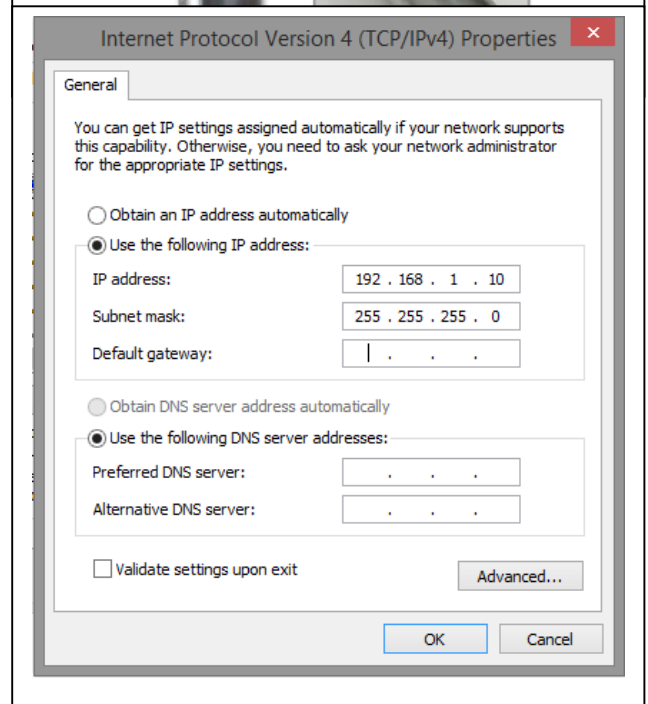 Internet Protocol Version 4 (TCP/IPv4) Properties
General
You can get IP settings assigned automatically if your network supports
this capability. Otherwise, you need to ask your network administrator
for the appropriate IP settings.
Obtain an IP address automatically
Use the following IP address:
IP address: 192 . 168 . 1 . 10
Subnet mask: 255 . 255 . 255 . 0
Default gateway: . . .
Obtain DNS server address automatically
Use the following DNS server addresses:
Preferred DNS server: . . .
Alternative DNS server: . . .
Validate settings upon exit
Advanced...
OK Cancel